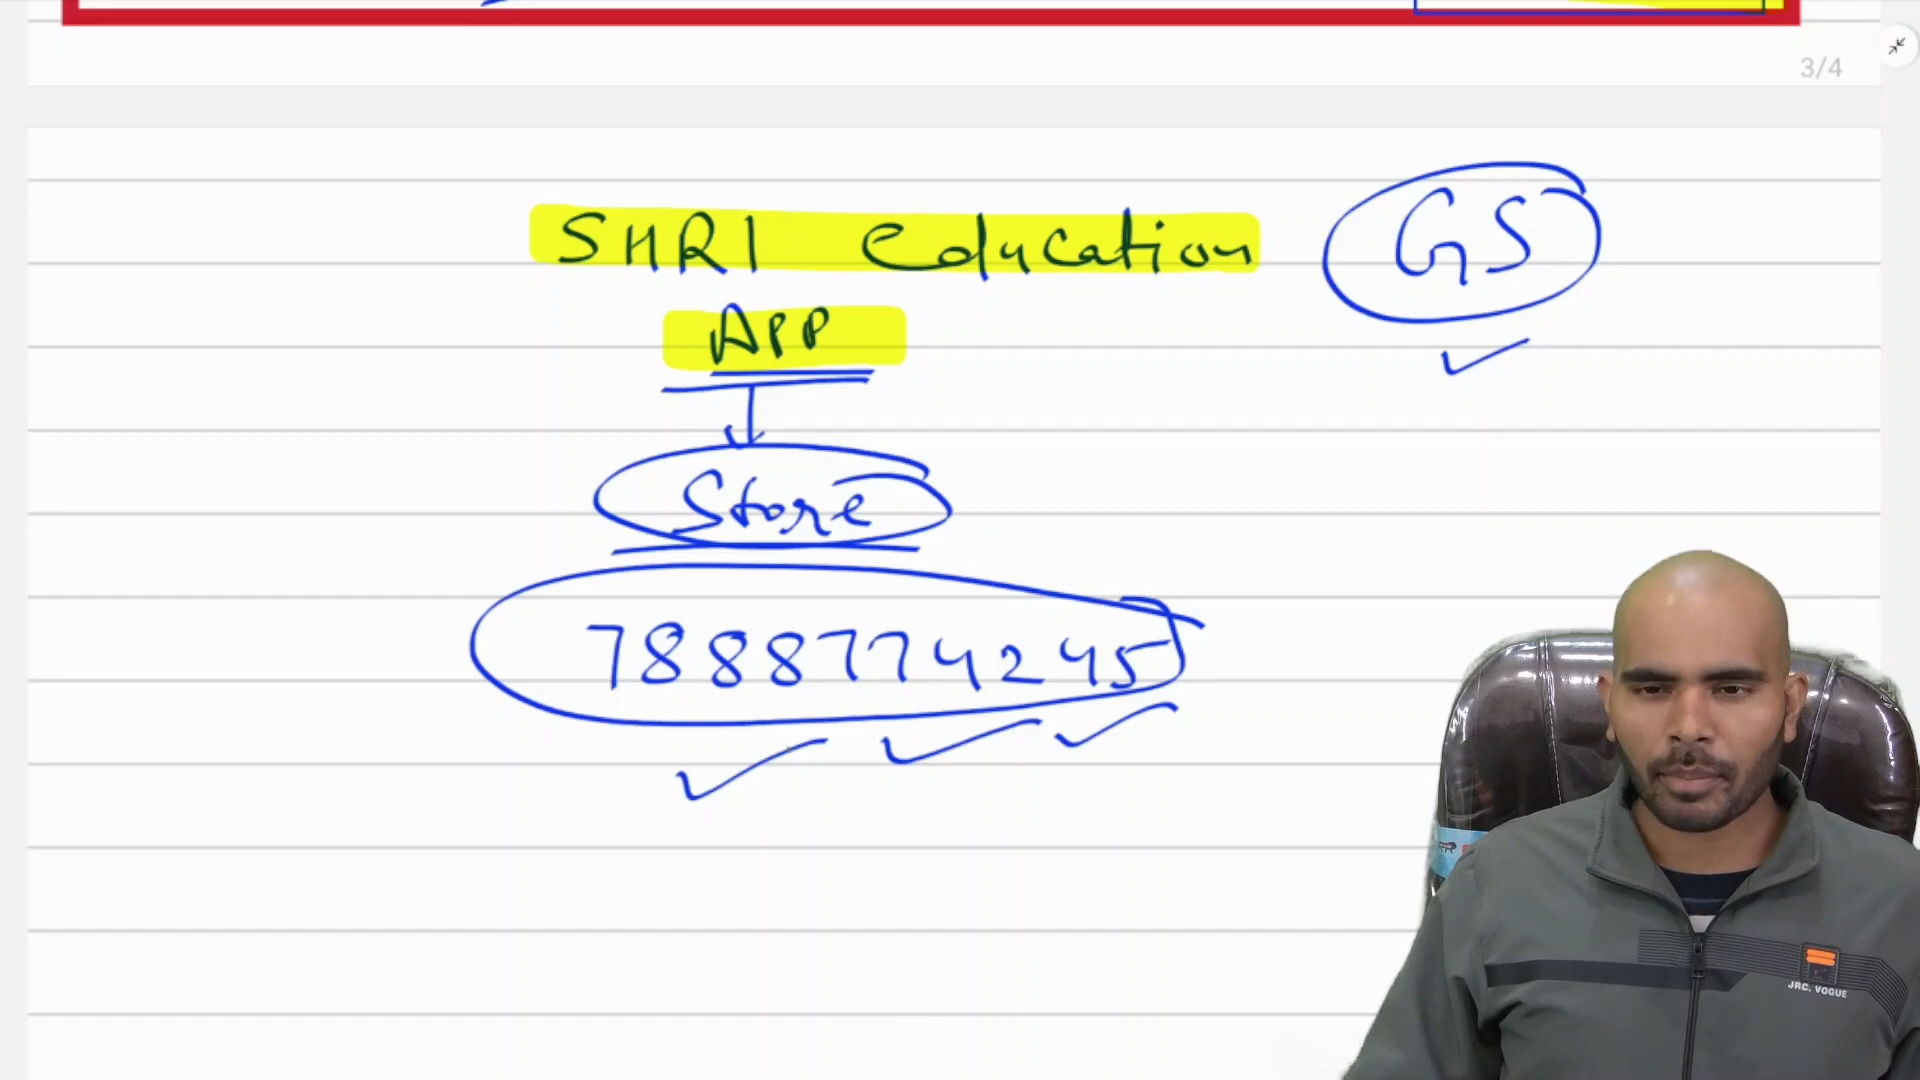 3/4
SHRI Education GS
APP
Store
7888774245
JRC. VOGUE